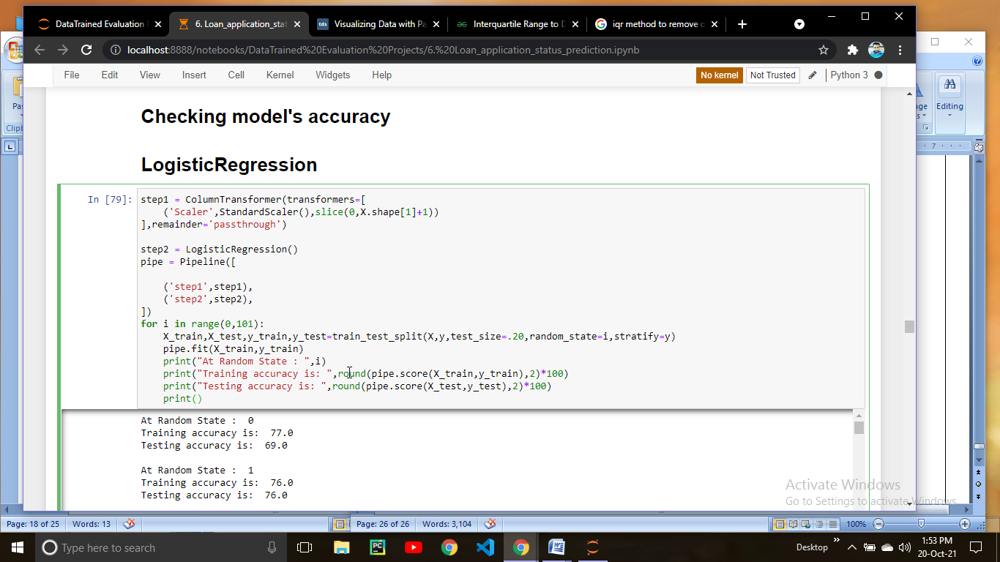 DataTrained Evaluation
6. Loan_application_stat
tds Visualizing Data with Pa
Interquartile Range to D
iqr method to remove o
localhost:8888/notebooks/DataTrained%20Evaluation%20Projects/6.%20Loan_application_status_prediction.ipynb
File Edit View Insert Cell Kernel Widgets Help
No kernel Not Trusted Python 3
Pas
Clipb
Editing
Checking model's accuracy
LogisticRegression
In [79]:
step1 = ColumnTransformer(transformers=[
    ('Scaler',StandardScaler(),slice(0,X.shape[1]+1))
],remainder='passthrough')
step2 = LogisticRegression()
pipe = Pipeline([
    ('step1',step1),
    ('step2',step2),
])
for i in range(0,101):
    X_train,X_test,y_train,y_test=train_test_split(X,y,test_size=.20,random_state=i,stratify=y)
    pipe.fit(X_train,y_train)
    print("At Random State : ",i)
    print("Training accuracy is: ",round(pipe.score(X_train,y_train),2)*100)
    print("Testing accuracy is: ",round(pipe.score(X_test,y_test),2)*100)
    print()
At Random State :  0
Training accuracy is:  77.0
Testing accuracy is:  69.0
At Random State :  1
Training accuracy is:  76.0
Testing accuracy is:  76.0
Activate Windows
Go to Settings to activate Windows.
Page: 18 of 25 Words: 13
Page: 26 of 26 Words: 3,104
100%
Type here to search
Desktop
1:53 PM
20-Oct-21